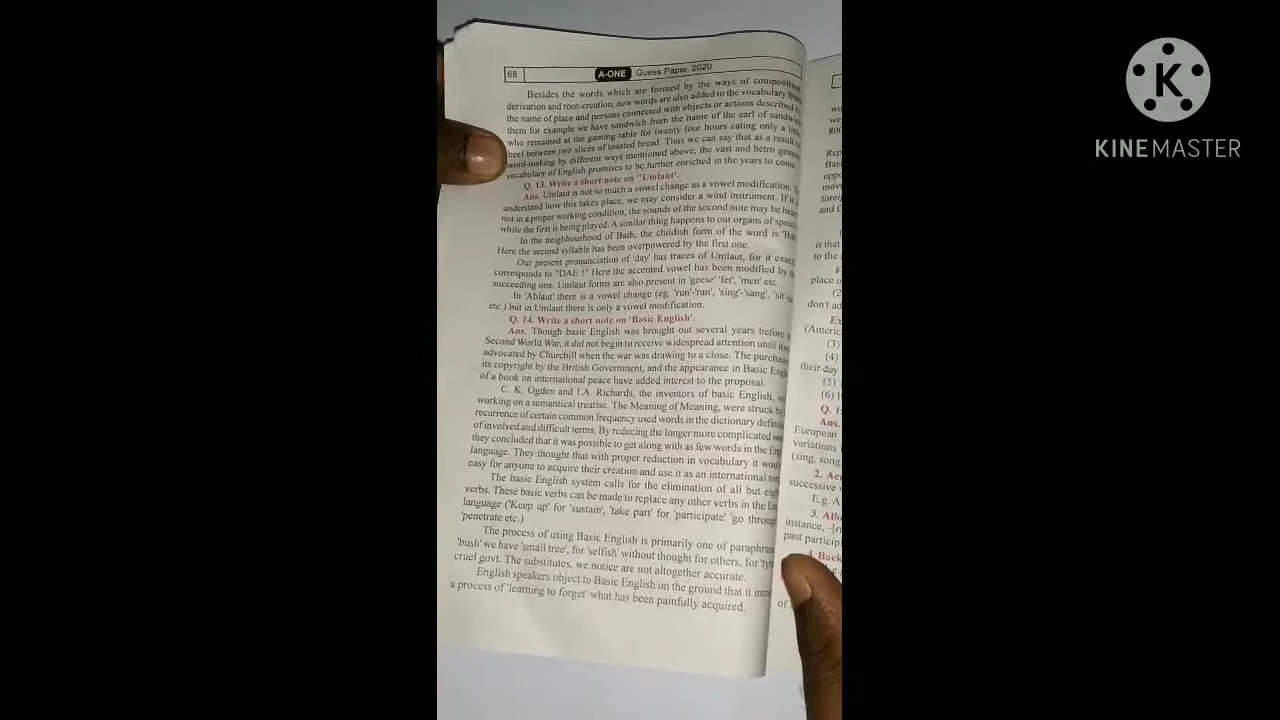 68
A-ONE Guess Paper, 2020
Besides the words which are formed by the ways of composition
derivation and root-creation, new words are also added to the vocabulary from
the name of place and persons connected with objects or actions described
them for example we have sandwich from the name of the earl of sandwich
who remained at the gaming table for twenty four hours eating only a
beef between two slices of toasted bread. Thus we can say that as a result
word-making by different ways mentioned above, the vast and hetro
vocabulary of English promises to be further enriched in the years to come.
Q. 13. Write a short note on "Umlaut'.
Ans. Umlaut is not so much a vowel change as a vowel modification.
understand how this takes place, we may consider a wind instrument. If it
not in a proper working condition, the sounds of the second note may be
while the first is being played. A similar thing happens to our organs of speech
In the neighbourhood of Bath, the childish form of the word is
Here the second syllable has been overpowered by the first one.
Our present pronunciation of 'day' has traces of Umlaut, for it
corresponds to "DAE !" Here the accented vowel has been modified by
succeeding one. Umlaut forms are also present in 'geese' 'fet', 'men' etc.
In 'Ablaut' there is a vowel change (eg. 'run'-'ran', 'sing'-'sang',
etc.) but in Umlaut there is only a vowel modification.
Q. 14. Write a short note on 'Basic English'.
Ans. Though basic English was brought out several years before
Second World War, it did not begin to receive widespread attention until
advocated by Churchill when the war was drawing to a close. The
its copyright by the British Government, and the appearance in Basic
of a book on international peace have added interest to the proposal.
C. K. Ogden and I.A. Richards, the inventors of basic English,
working on a semantical treatise. The Meaning of Meaning, were struck by
recurrence of certain common frequency used words in the dictionary
of involved and difficult terms. By reducing the longer more complicated
they concluded that it was possible to get along with as few words in the
language. They thought that with proper reduction in vocabulary it
easy for anyone to acquire their creation and use it as an international
The basic English system calls for the elimination of all but
verbs. These basic verbs can be made to replace any other verbs in the
language ('Keep up' for 'sustain', 'take part' for 'participate' 'go
'penetrate etc.)
The process of using Basic English is primarily one of
'bush' we have 'small tree', for 'selfish' without thought for others, for
cruel govt. The substitutes, we notice are not altogether accurate.
English speakers object to Basic English on the ground that it
a process of 'learning to forget' what has been painfully acquired.
is that
to the
place
don't
(Americ
(3)
(4)
their day
(5)
(6)
Ans.
European
variations
(sing, song
successive
E.g. A
instance,
past particip
of
K
KINEMASTER